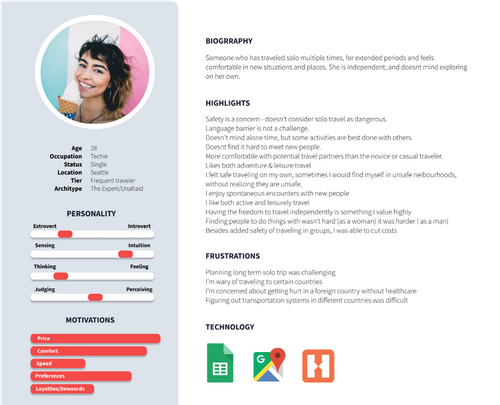 Age 28
Occupation Techie
Status Single
Location Seattle
Tier Frequent traveler
Architype The Expert/Unafraid
PERSONALITY
Extrovert Introvert
Sensing Intuition
Thinking Feeling
Judging Perceiving
MOTIVATIONS
Price
Comfort
Speed
Preferences
Loyalties/Rewearads
BIOGRRAPHY
Someone who has traveled solo multiple times, for extended periods and feels
comfortable in new situations and places. She is independent, and doesnt mind exploring
on her own.
HIGHLIGHTS
Safety is a concern - doesn't consider solo travel as dangerous.
Language barrier is not a challenge.
Doesn't mind alone time, but some activities are best done with others.
Doesnt find it hard to meet new people.
More comfortable with potential travel partners than the novice or casual traveler.
Likes both adventure & leisure travel
I felt safe traveling on my own, sometimes I would find myself in unsafe neibourhoods,
without realizing they are unsafe.
I enjoy spontaneous encounters with new people
I like both active and leisurely travel
Having the freedom to travel independently is something I value highly
Finding people to do things with wasn't hard (as a woman) it was harder ( as a man)
Besides added safety of traveling in groups, I was able to cut costs
FRUSTRATIONS
Planning long term solo trip was challenging
I'm wary of traveling to certain countries
I'm concerned about getting hurt in a foreign country without healthcare
Figuring out transportation systems in different countries was difficult
TECHNOLOGY